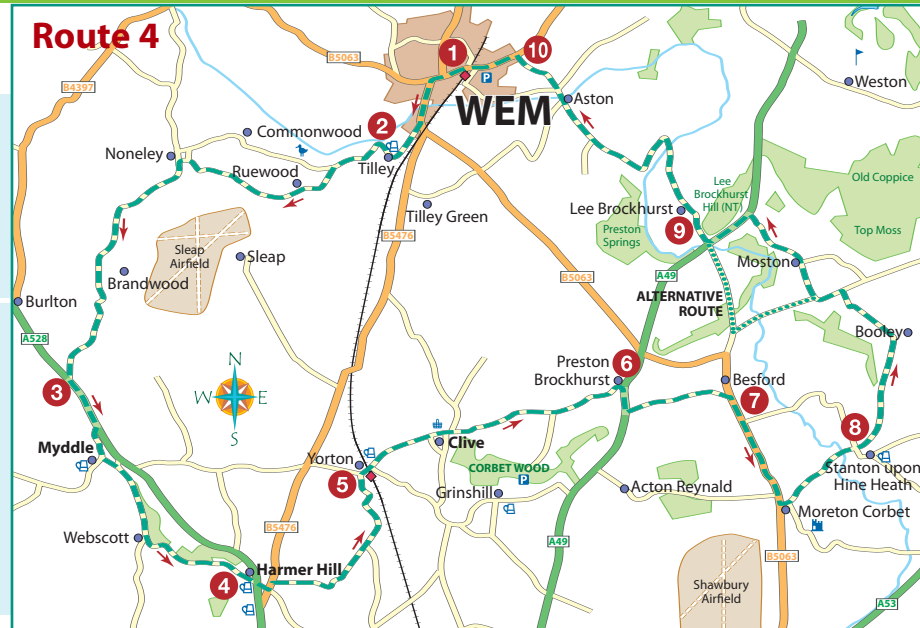 Route 4
1
10
B5063
P
WEM
B4397
2
Commonwood
Noneley
Ruewood
Tilley
Aston
Weston
Tilley Green
B5476
Lee Brockhurst
Lee
Brockhurst
Hill (NT)
Old Coppice
Preston
Springs
9
Top Moss
Sleap
Airfield
Sleap
Brandwood
Moston
A49
B5063
ALTERNATIVE
ROUTE
Burlton
A528
Booley
N
W
E
S
3
Preston
Brockhurst
6
Besford
7
Myddle
Yorton
5
Clive
CORBET WOOD
P
Grinshill
Acton Reynald
8
Stanton upon
Hine Heath
Moreton Corbet
Webscott
B5476
A49
B5063
4
Harmer Hill
Shawbury
Airfield
A53